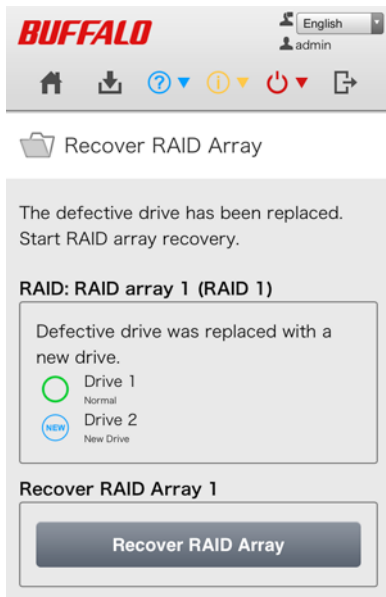 BUFFALO
English
admin
Recover RAID Array
The defective drive has been replaced.
Start RAID array recovery.
RAID: RAID array 1 (RAID 1)
Defective drive was replaced with a
new drive.
Drive 1
Normal
NEW
Drive 2
New Drive
Recover RAID Array 1
Recover RAID Array